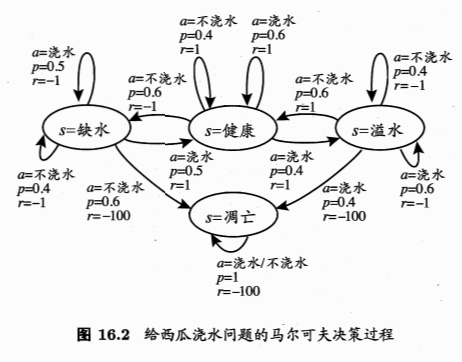 a=不浇水
p=0.4
r=1
a=浇水
p=0.6
r=1
a=浇水
p=0.5
r=-1
a=不浇水
p=0.4
r=-1
a=不浇水
p=0.6
r=-1
a=不浇水
p=0.6
r=1
s=缺水
s=健康
s=溢水
a=浇水
p=0.5
r=1
a=浇水
p=0.4
r=1
a=不浇水
p=0.4
r=-1
a=不浇水
p=0.6
r=-100
a=浇水
p=0.4
r=-100
a=浇水
p=0.6
r=-1
s=凋亡
a=浇水/不浇水
p=1
r=-100
图 16.2 给西瓜浇水问题的马尔可夫决策过程